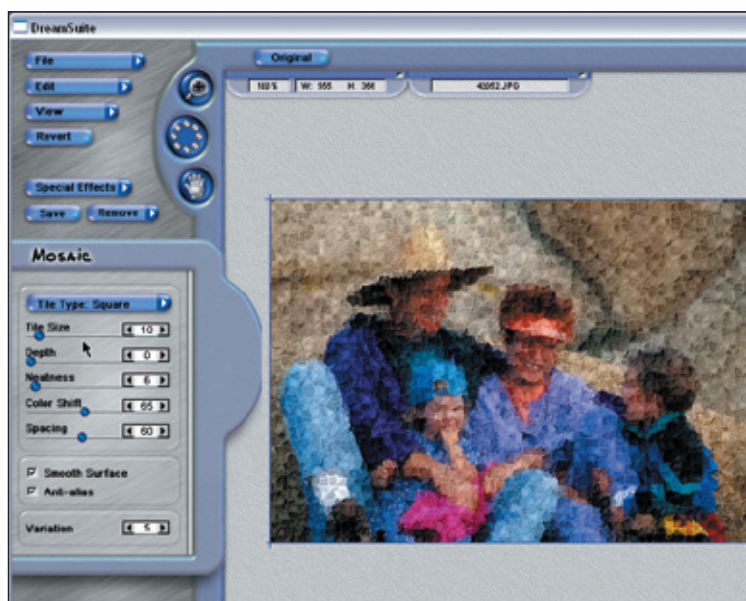 DreamSuite
File
Edit
View
Revert
Special Effects
Save Remove
Original
100% W: 555 H: 366 42052.JPG
Mosaic
Tile Type: Square
Tile Size 10
Depth 0
Neatness 6
Color Shift 65
Spacing 60
Smooth Surface
Anti-alias
Variation 5